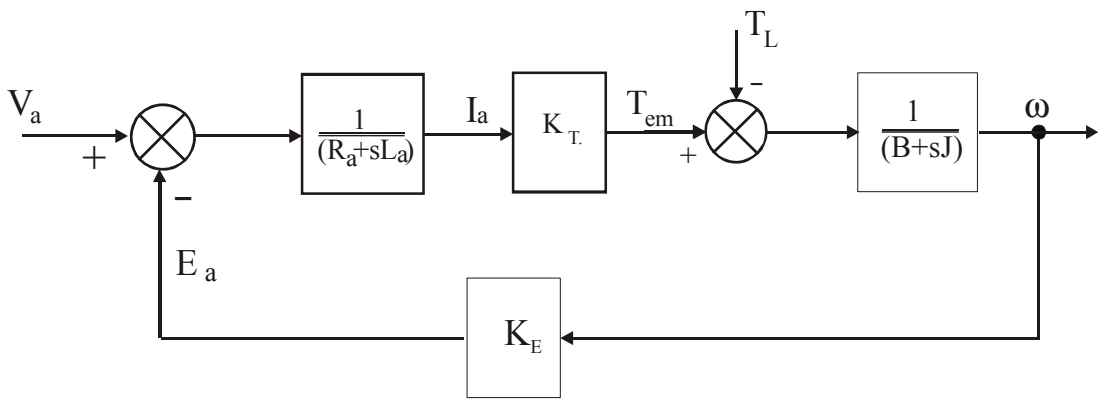 T_L
V_a
+
−
1
(R_a+sL_a)
I_a
K_T.
T_em
+
−
1
(B+sJ)
ω
E_a
K_E